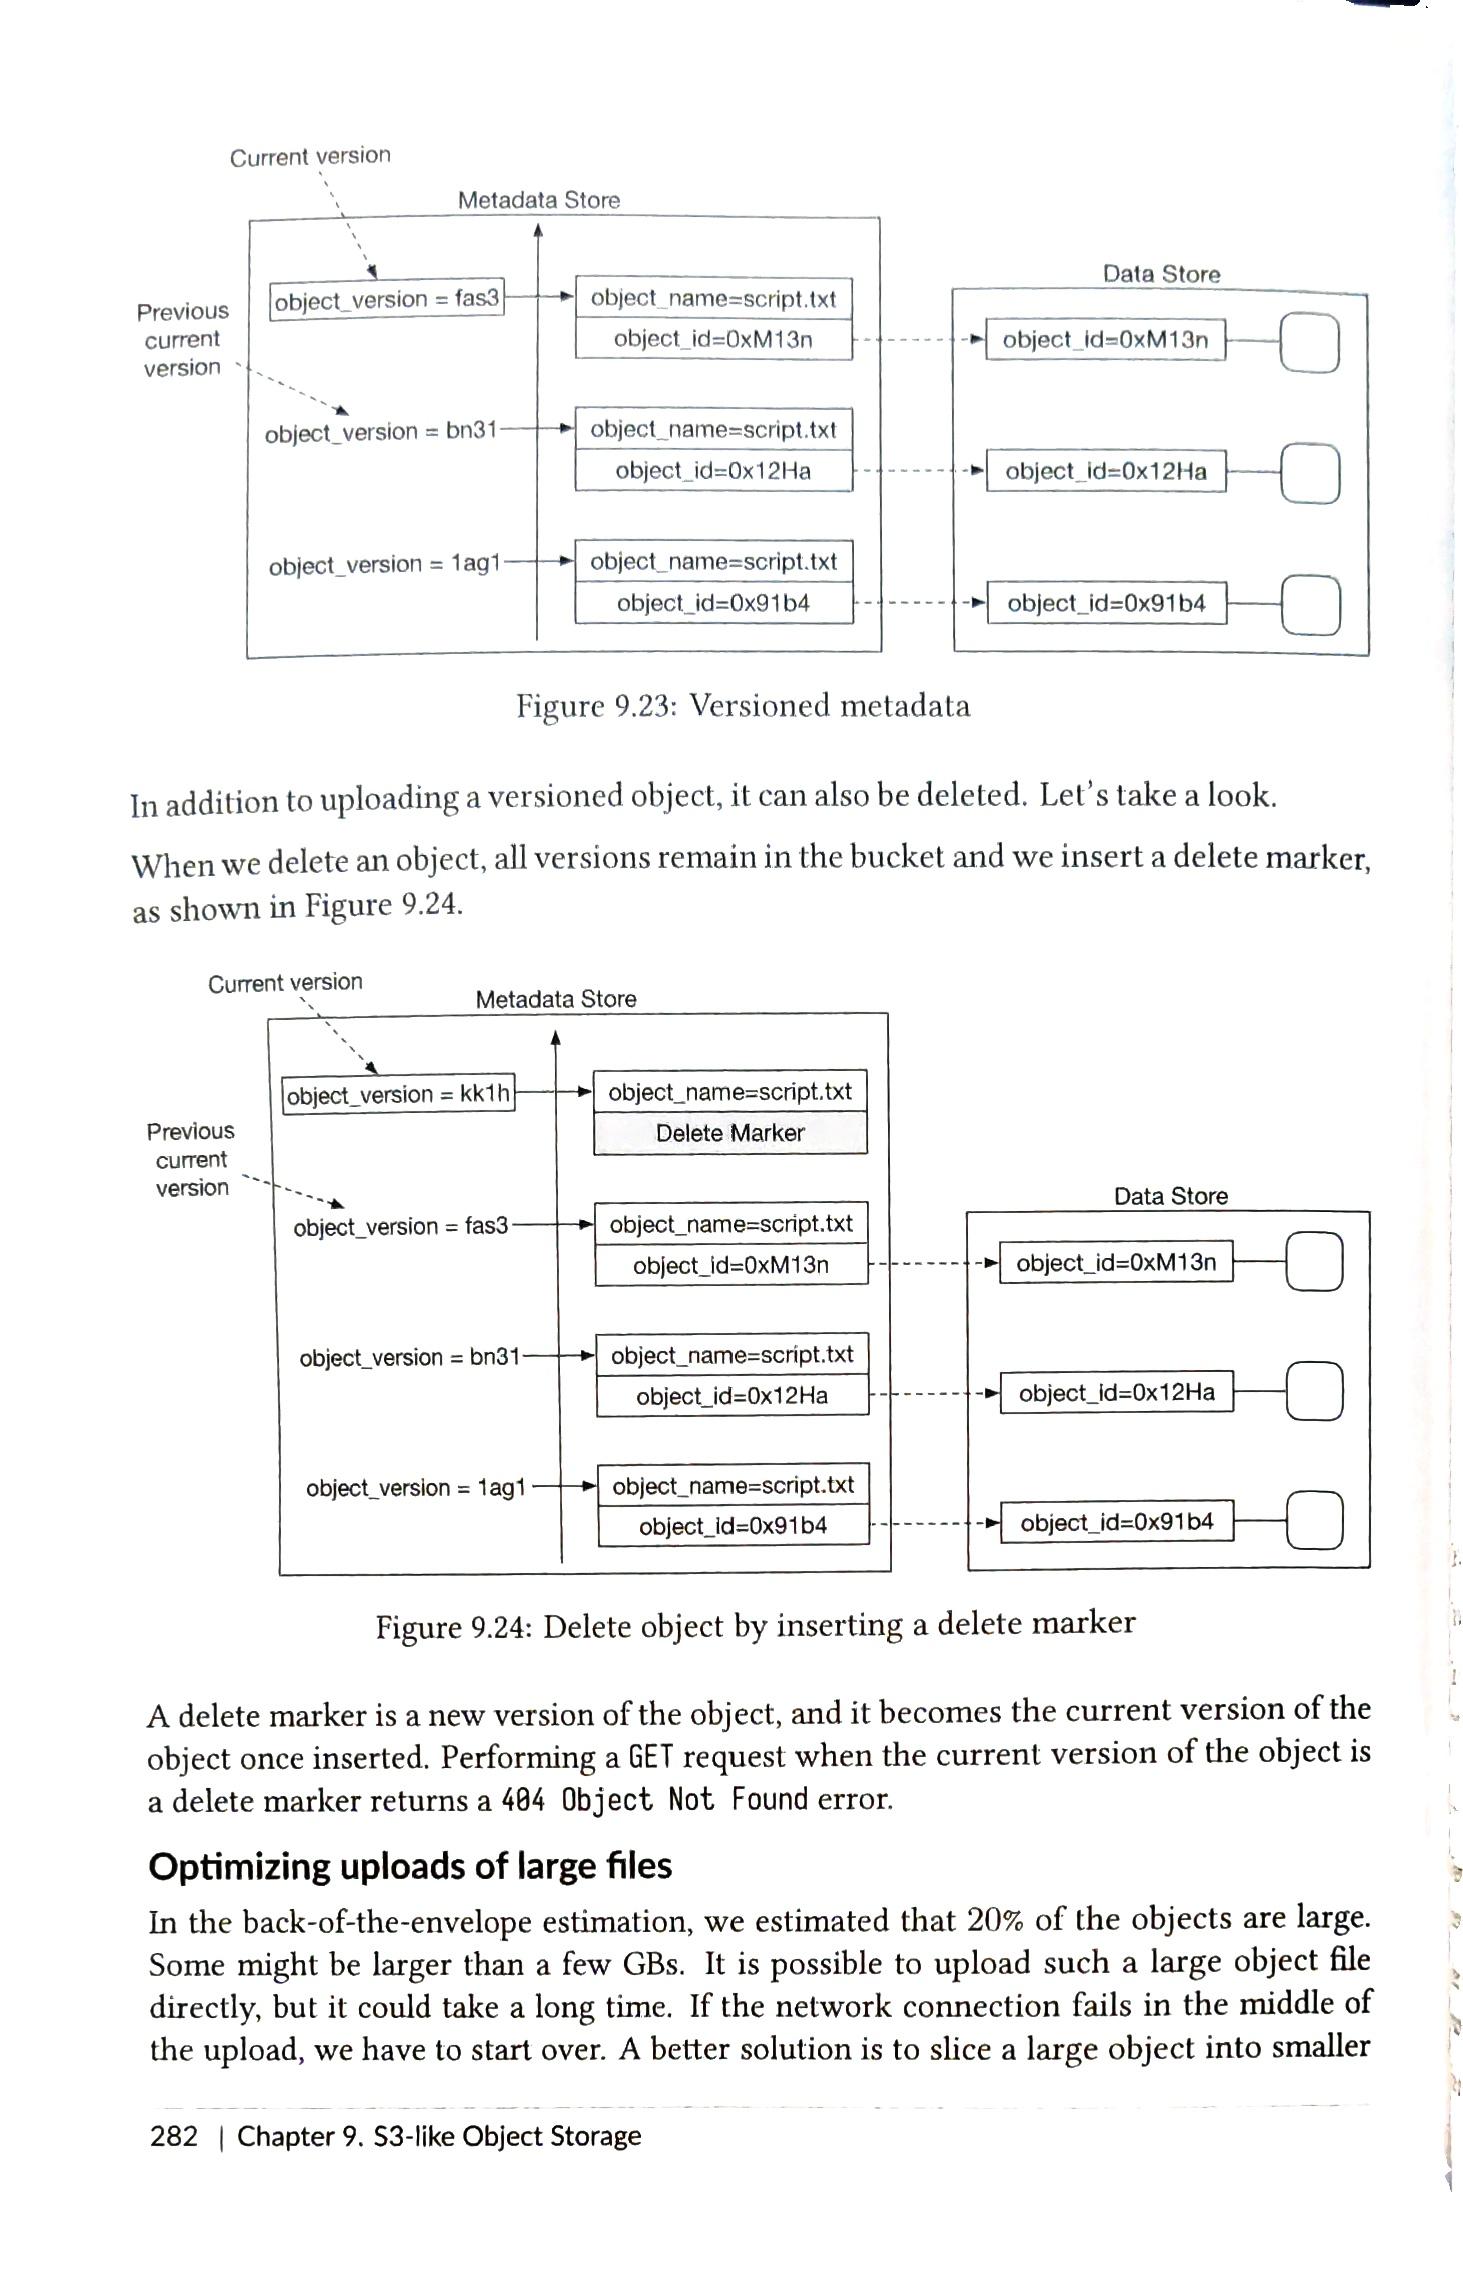 Current version
Metadata Store
object_version = fas3
object_name=script.txt
object_id=0xM13n
Previous
current
version
object_version = bn31
object_name=script.txt
object_id=0x12Ha
object_version = 1ag1
object_name=script.txt
object_id=0x91b4
Data Store
object_id=0xM13n
object_id=0x12Ha
object_id=0x91b4
Figure 9.23: Versioned metadata
In addition to uploading a versioned object, it can also be deleted. Let's take a look.
When we delete an object, all versions remain in the bucket and we insert a delete marker,
as shown in Figure 9.24.
Current version
Metadata Store
object_version = kk1h
object_name=script.txt
Delete Marker
Previous
current
version
object_version = fas3
object_name=script.txt
object_id=0xM13n
object_version = bn31
object_name=script.txt
object_id=0x12Ha
object_version = 1ag1
object_name=script.txt
object_id=0x91b4
Data Store
object_id=0xM13n
object_id=0x12Ha
object_id=0x91b4
Figure 9.24: Delete object by inserting a delete marker
A delete marker is a new version of the object, and it becomes the current version of the
object once inserted. Performing a GET request when the current version of the object is
a delete marker returns a 404 Object Not Found error.
Optimizing uploads of large files
In the back-of-the-envelope estimation, we estimated that 20% of the objects are large.
Some might be larger than a few GBs. It is possible to upload such a large object file
directly, but it could take a long time. If the network connection fails in the middle of
the upload, we have to start over. A better solution is to slice a large object into smaller
282 | Chapter 9. S3-like Object Storage